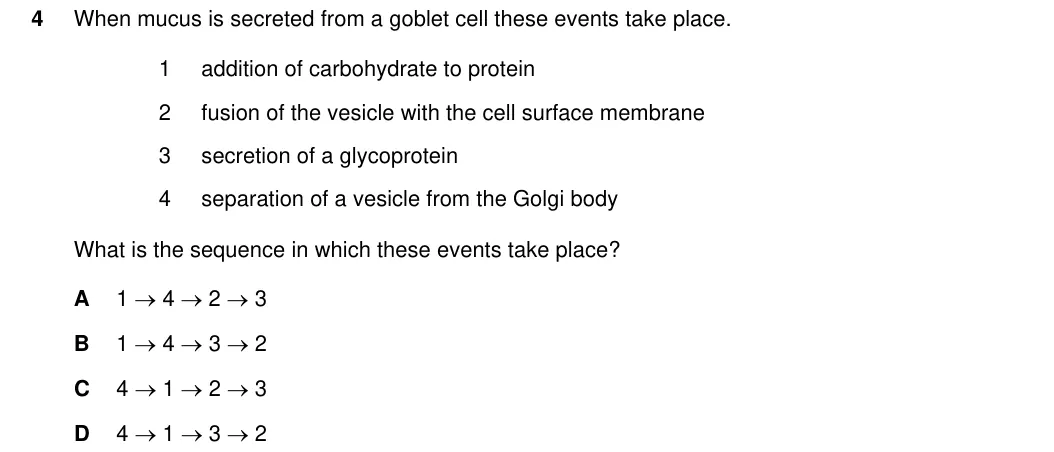 4 When mucus is secreted from a goblet cell these events take place.
1 addition of carbohydrate to protein
2 fusion of the vesicle with the cell surface membrane
3 secretion of a glycoprotein
4 separation of a vesicle from the Golgi body
What is the sequence in which these events take place?
A 1 → 4 → 2 → 3
B 1 → 4 → 3 → 2
C 4 → 1 → 2 → 3
D 4 → 1 → 3 → 2